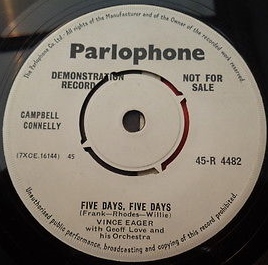 All rights of the Manufacturer and of the Owner of the recorded work reserved
The Parlophone Co. Ltd.
Parlophone
DEMONSTRATION
RECORD
NOT FOR
SALE
CAMPBELL
CONNELLY
(7XCE.16144) 45
45-R 4482
FIVE DAYS, FIVE DAYS
(Frank—Rhodes—Willie)
VINCE EAGER
with Geoff Love and
his Orchestra
Unauthorised public performance, broadcasting and copying of this record